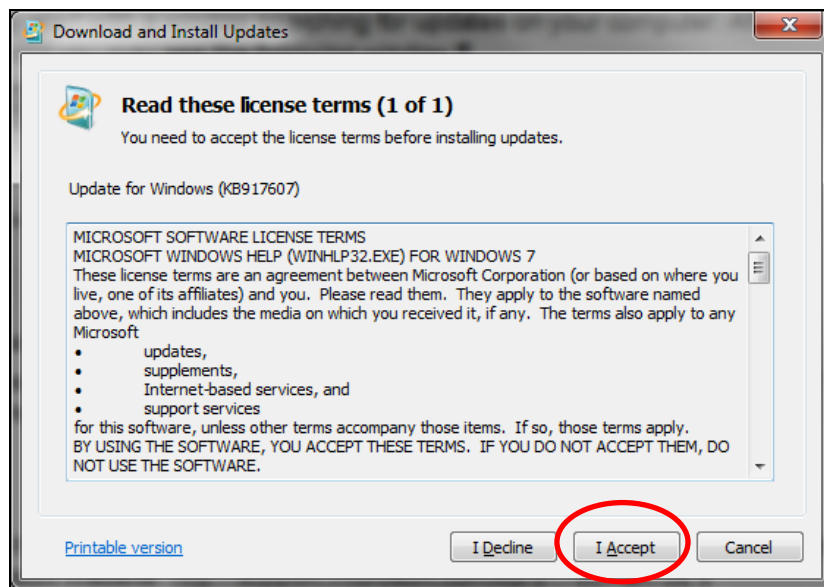 Download and Install Updates
Read these license terms (1 of 1)
You need to accept the license terms before installing updates.
Update for Windows (KB917607)
MICROSOFT SOFTWARE LICENSE TERMS
MICROSOFT WINDOWS HELP (WINHLP32.EXE) FOR WINDOWS 7
These license terms are an agreement between Microsoft Corporation (or based on where you
live, one of its affiliates) and you.  Please read them.  They apply to the software named
above, which includes the media on which you received it, if any.  The terms also apply to any
Microsoft
• updates,
• supplements,
• Internet-based services, and
• support services
for this software, unless other terms accompany those items.  If so, those terms apply.
BY USING THE SOFTWARE, YOU ACCEPT THESE TERMS.  IF YOU DO NOT ACCEPT THEM, DO
NOT USE THE SOFTWARE.
Printable version
I Decline
I Accept
Cancel